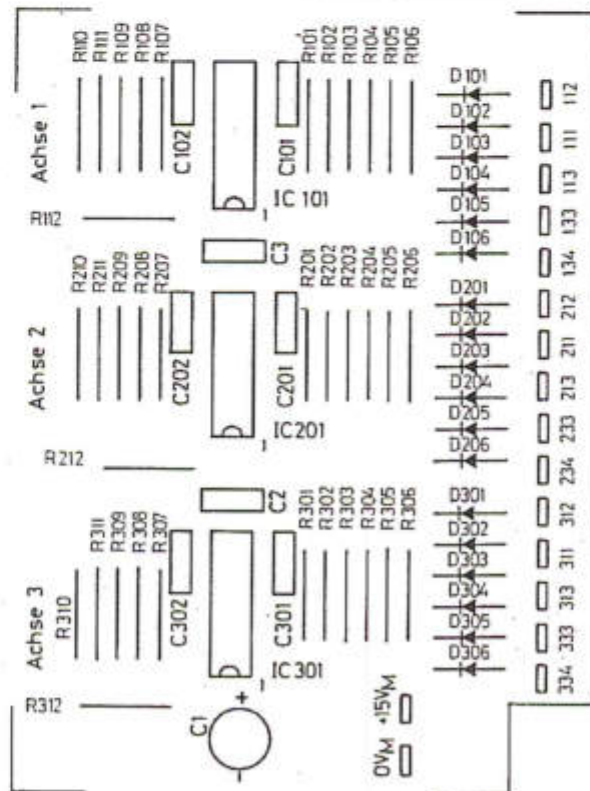 Achse 1
R110
R111
R109
R108
R107
C102
IC 101
C101
R101
R102
R103
R104
R105
R106
R112
C3
D101
D102
D103
D104
D105
D106
112
111
113
133
134
Achse 2
R210
R211
R209
R208
R207
C202
IC201
C201
R201
R202
R203
R204
R205
R206
R212
C2
D201
D202
D203
D204
D205
D206
212
211
213
233
234
Achse 3
R310
R311
R309
R308
R307
C302
IC301
C301
R301
R302
R303
R304
R305
R306
R312
C1
+
-
D301
D302
D303
D304
D305
D306
312
311
313
333
334
0VM
+15VM